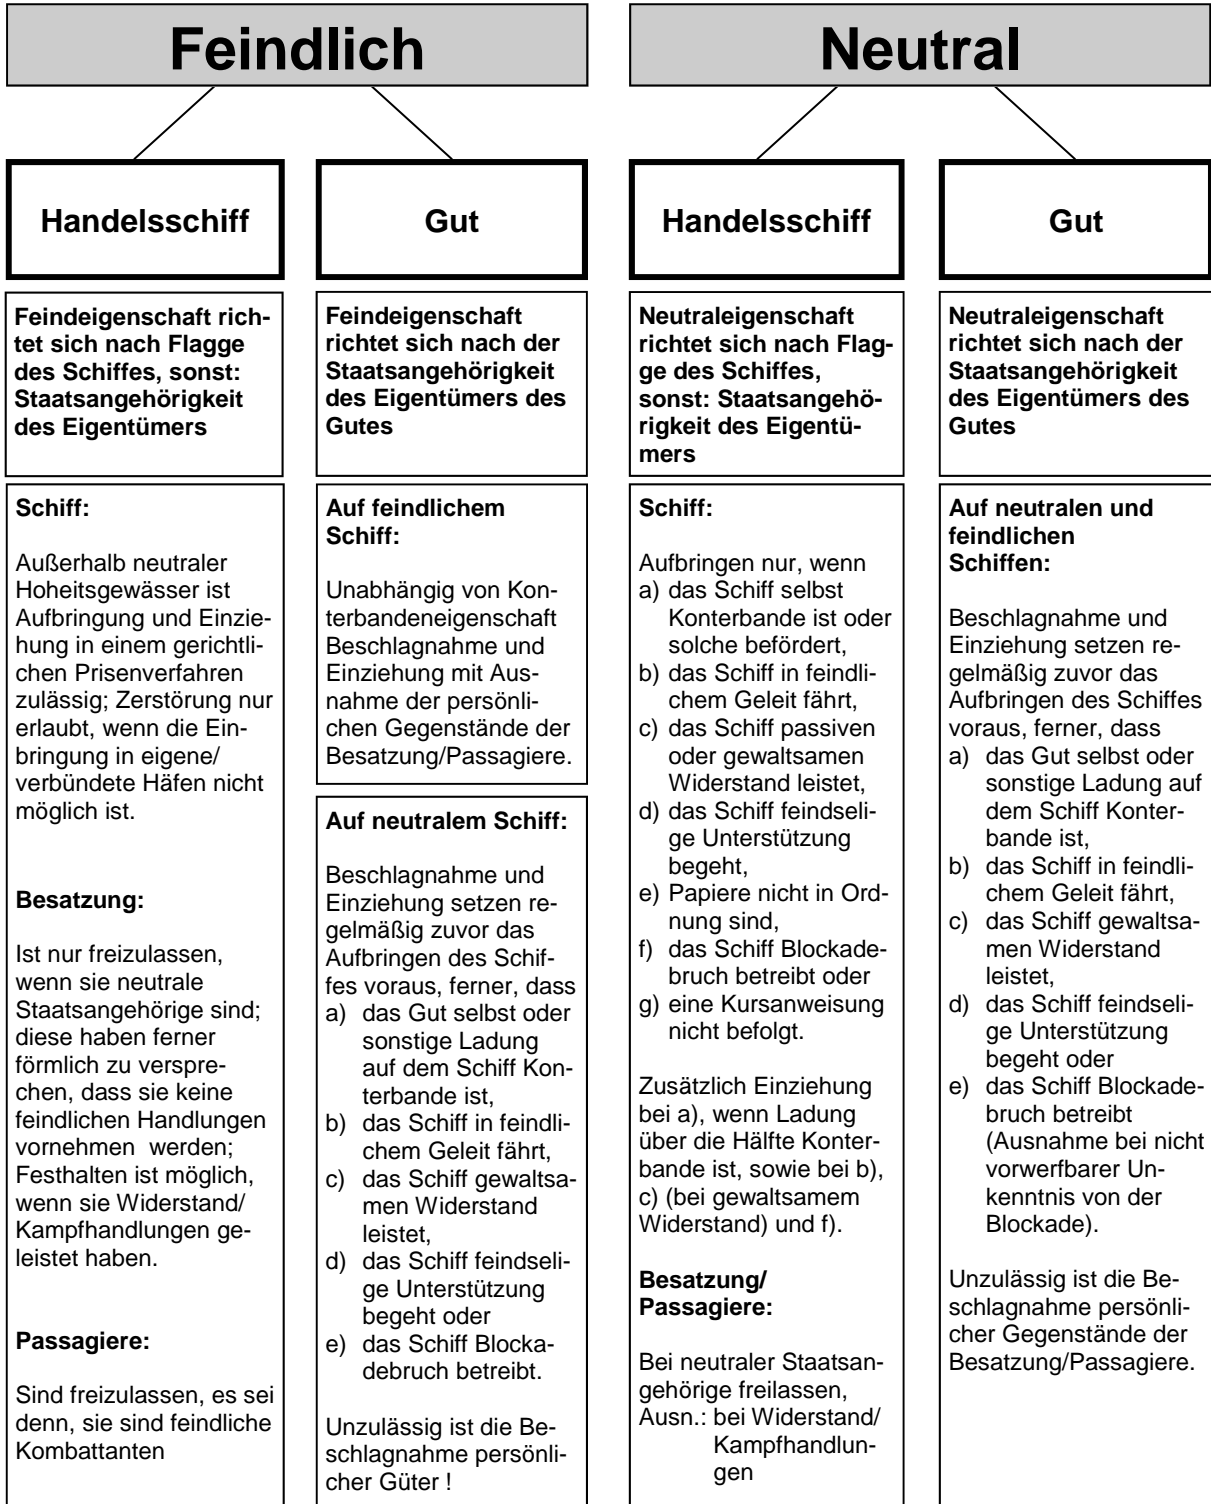 Feindlich
Neutral
Handelsschiff
Gut
Handelsschiff
Gut
Feindeigenschaft rich-
tet sich nach Flagge
des Schiffes, sonst:
Staatsangehörigkeit
des Eigentümers
Feindeigenschaft
richtet sich nach der
Staatsangehörigkeit
des Eigentümers des
Gutes
Neutraleigenschaft
richtet sich nach Flag-
ge des Schiffes,
sonst: Staatsangehö-
rigkeit des Eigentü-
mers
Neutraleigenschaft
richtet sich nach der
Staatsangehörigkeit
des Eigentümers des
Gutes
Schiff:
Außerhalb neutraler
Hoheitsgewässer ist
Aufbringung und Einzie-
hung in einem gerichtli-
chen Prisenverfahren
zulässig; Zerstörung nur
erlaubt, wenn die Ein-
bringung in eigene/
verbündete Häfen nicht
möglich ist.
Besatzung:
Ist nur freizulassen,
wenn sie neutrale
Staatsangehörige sind;
diese haben ferner
förmlich zu verspre-
chen, dass sie keine
feindlichen Handlungen
vornehmen werden;
Festhalten ist möglich,
wenn sie Widerstand/
Kampfhandlungen ge-
leistet haben.
Passagiere:
Sind freizulassen, es sei
denn, sie sind feindliche
Kombattanten
Auf feindlichem
Schiff:
Unabhängig von Kon-
terbandeneigenschaft
Beschlagnahme und
Einziehung mit Aus-
nahme der persönli-
chen Gegenstände der
Besatzung/Passagiere.
Auf neutralem Schiff:
Beschlagnahme und
Einziehung setzen re-
gelmäßig zuvor das
Aufbringen des Schif-
fes voraus, ferner, dass
a) das Gut selbst oder
sonstige Ladung
auf dem Schiff Kon-
terbande ist,
b) das Schiff in feindli-
chem Geleit fährt,
c) das Schiff gewaltsa-
men Widerstand
leistet,
d) das Schiff feindseli-
ge Unterstützung
begeht oder
e) das Schiff Blocka-
debruch betreibt.
Unzulässig ist die Be-
schlagnahme persönli-
cher Güter !
Schiff:
Aufbringen nur, wenn
a) das Schiff selbst
Konterbande ist oder
solche befördert,
b) das Schiff in feindli-
chem Geleit fährt,
c) das Schiff passiven
oder gewaltsamen
Widerstand leistet,
d) das Schiff feindseli-
ge Unterstützung
begeht,
e) Papiere nicht in Ord-
nung sind,
f) das Schiff Blockade-
bruch betreibt oder
g) eine Kursanweisung
nicht befolgt.
Zusätzlich Einziehung
bei a), wenn Ladung
über die Hälfte Konter-
bande ist, sowie bei b),
c) (bei gewaltsamem
Widerstand) und f).
Besatzung/
Passagiere:
Bei neutraler Staatsan-
gehörige freilassen,
Ausn.: bei Widerstand/
Kampfhandlun-
gen
Auf neutralen und
feindlichen
Schiffen:
Beschlagnahme und
Einziehung setzen re-
gelmäßig zuvor das
Aufbringen des Schiffes
voraus, ferner, dass
a) das Gut selbst oder
sonstige Ladung auf
dem Schiff Konter-
bande ist,
b) das Schiff in feindli-
chem Geleit fährt,
c) das Schiff gewaltsa-
men Widerstand
leistet,
d) das Schiff feindseli-
ge Unterstützung
begeht oder
e) das Schiff Blockade-
bruch betreibt
(Ausnahme bei nicht
vorwerfbarer Un-
kenntnis von der
Blockade).
Unzulässig ist die Be-
schlagnahme persönli-
cher Gegenstände der
Besatzung/Passagiere.